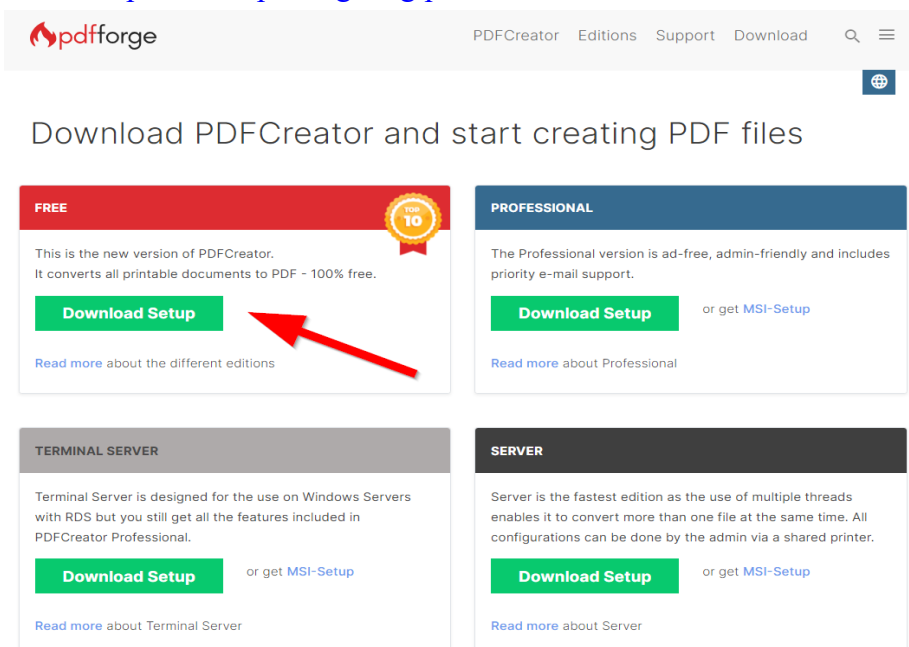 pdfforge
PDFCreator Editions Support Download
Download PDFCreator and start creating PDF files
FREE
TOP
10
This is the new version of PDFCreator.
It converts all printable documents to PDF - 100% free.
Download Setup
Read more about the different editions
PROFESSIONAL
The Professional version is ad-free, admin-friendly and includes
priority e-mail support.
Download Setup or get MSI-Setup
Read more about Professional
TERMINAL SERVER
Terminal Server is designed for the use on Windows Servers
with RDS but you still get all the features included in
PDFCreator Professional.
Download Setup or get MSI-Setup
Read more about Terminal Server
SERVER
Server is the fastest edition as the use of multiple threads
enables it to convert more than one file at the same time. All
configurations can be done by the admin via a shared printer.
Download Setup or get MSI-Setup
Read more about Server